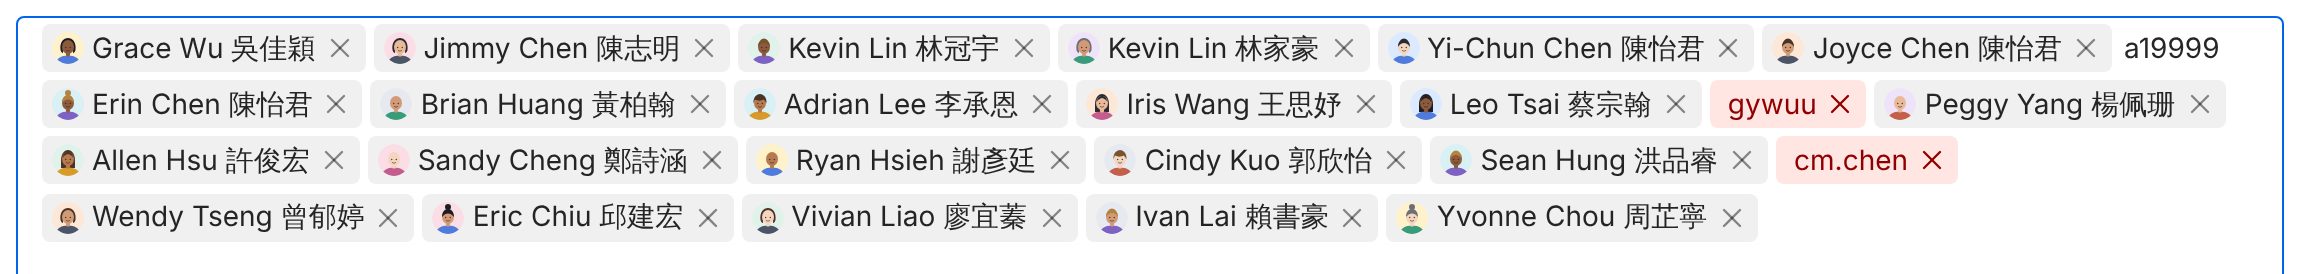 Grace Wu 吳佳穎 Jimmy Chen 陳志明 Kevin Lin 林冠宇 Kevin Lin 林家豪 Yi-Chun Chen 陳怡君 Joyce Chen 陳怡君 a19999
Erin Chen 陳怡君 Brian Huang 黃柏翰 Adrian Lee 李承恩 Iris Wang 王思妤 Leo Tsai 蔡宗翰 gywuu Peggy Yang 楊佩珊
Allen Hsu 許俊宏 Sandy Cheng 鄭詩涵 Ryan Hsieh 謝彥廷 Cindy Kuo 郭欣怡 Sean Hung 洪品睿 cm.chen
Wendy Tseng 曾郁婷 Eric Chiu 邱建宏 Vivian Liao 廖宜蓁 Ivan Lai 賴書豪 Yvonne Chou 周芷寧